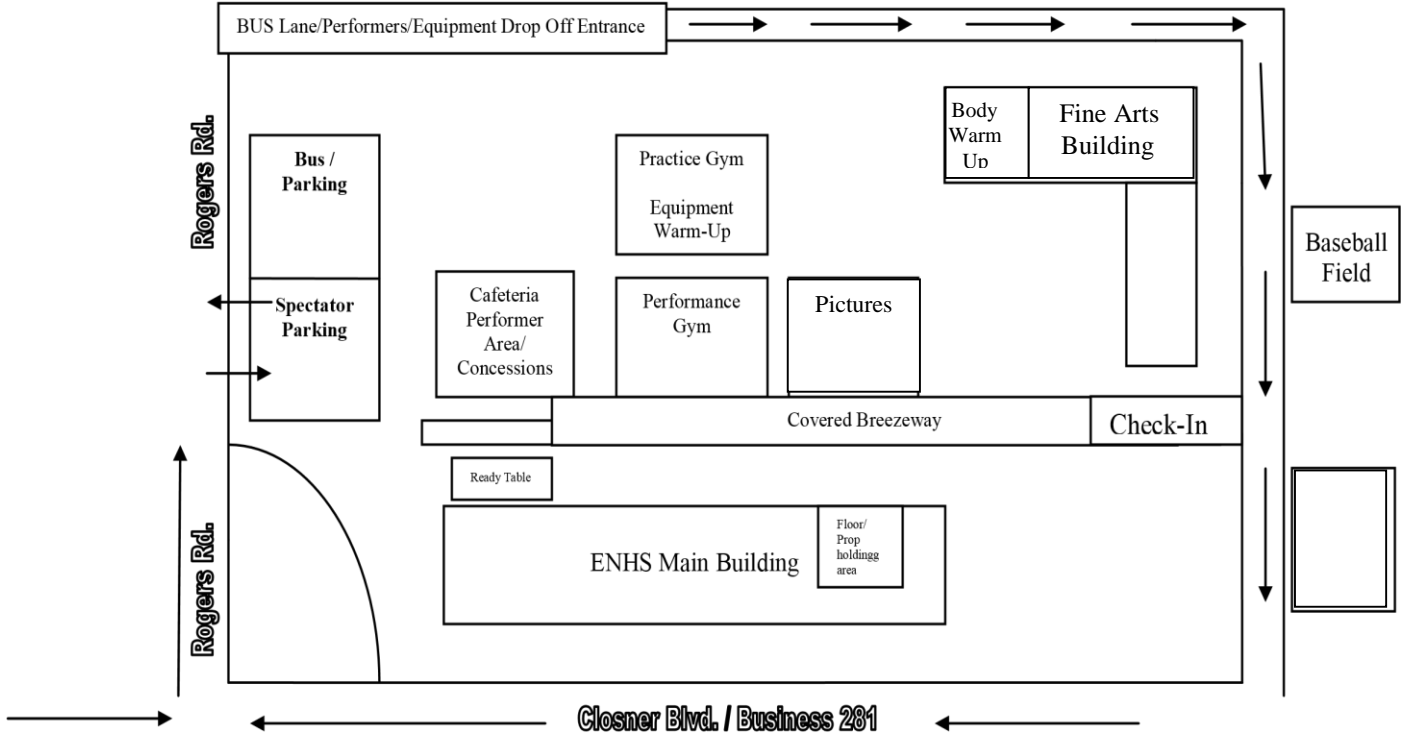 BUS Lane/Performers/Equipment Drop Off Entrance
Rogers Rd.
Bus /
Parking
Spectator
Parking
Practice Gym
Equipment
Warm-Up
Body
Warm
Up
Fine Arts
Building
Baseball
Field
Cafeteria
Performer
Area/
Concessions
Performance
Gym
Pictures
Covered Breezeway
Check-In
Ready Table
ENHS Main Building
Floor/
Prop
holdingg
area
Rogers Rd.
Closner Blvd. / Business 281